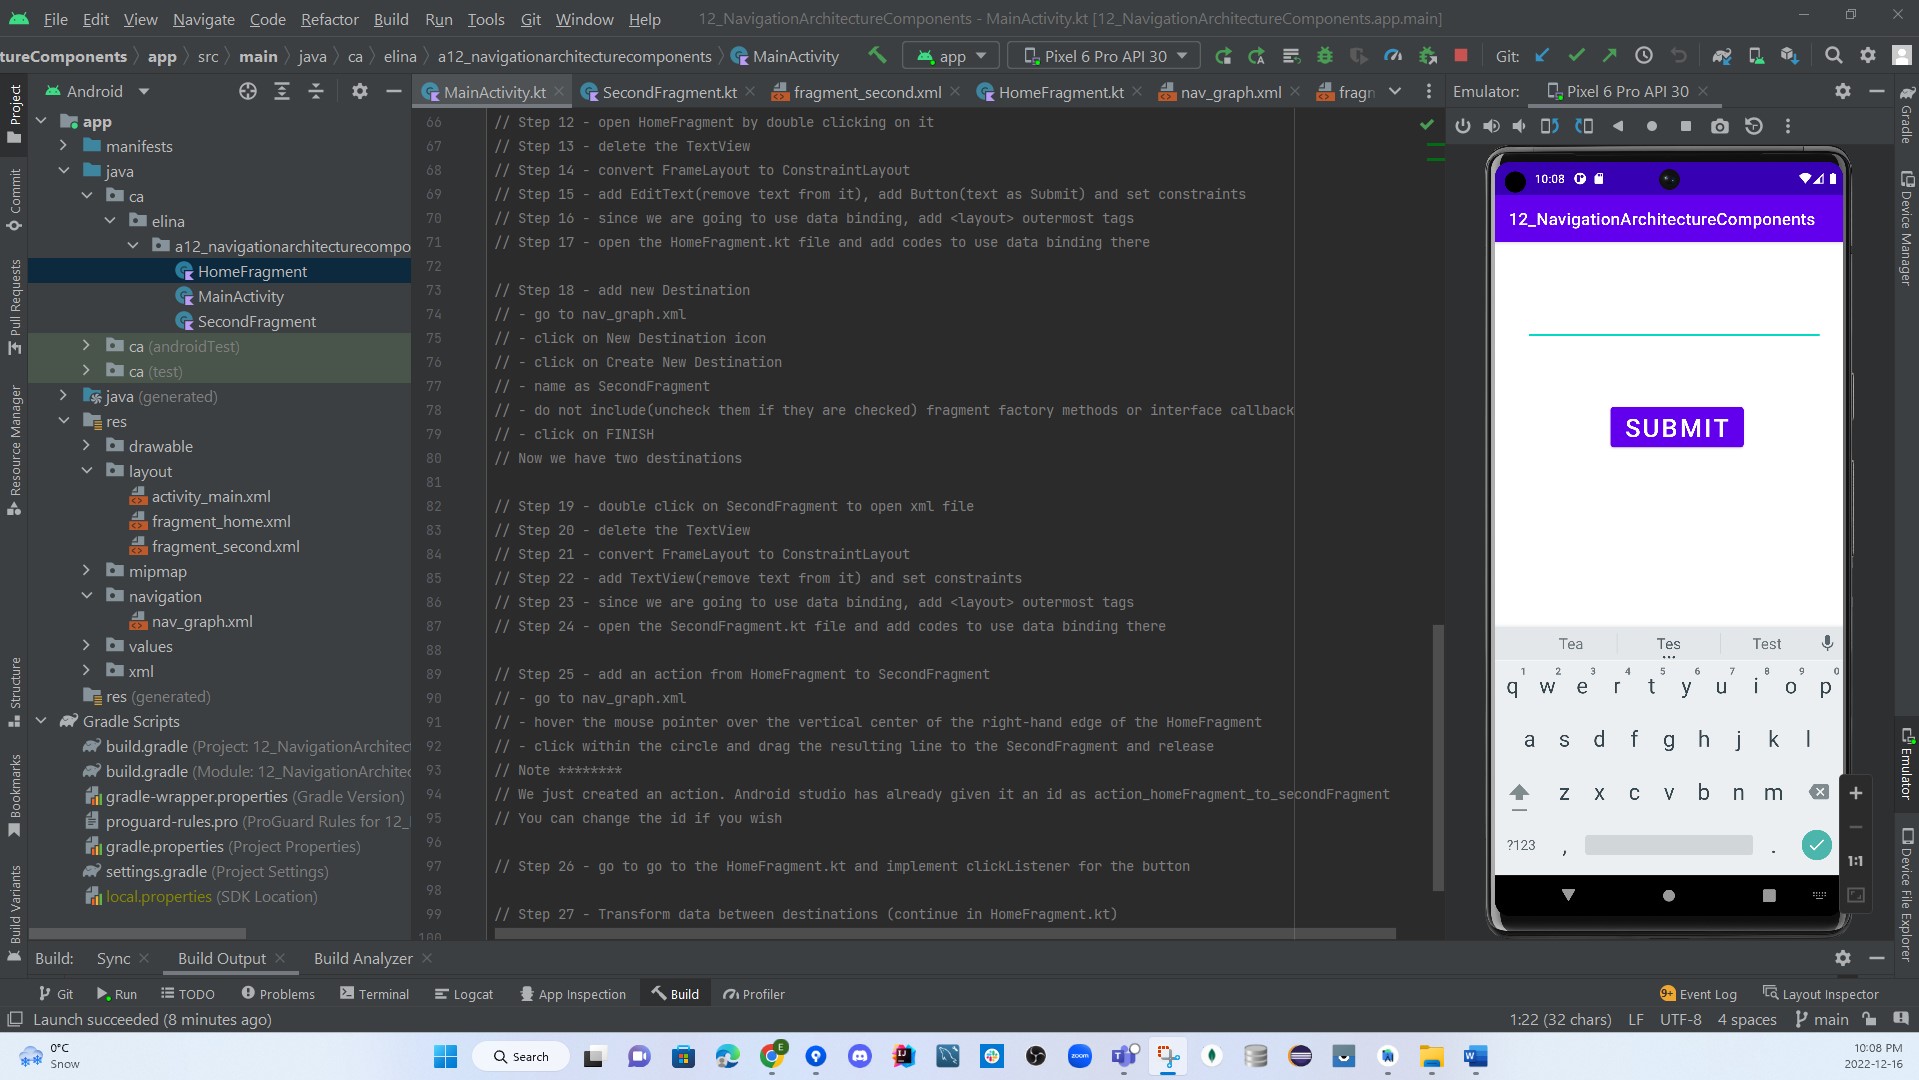 File Edit View Navigate Code Refactor Build Run Tools Git Window Help 12_NavigationArchitectureComponents - MainActivity.kt [12_NavigationArchitectureComponents.app.main]
tureComponents app src main java ca elina a12_navigationarchitecturecomponents MainActivity app Pixel 6 Pro API 30 Git:
Android
MainActivity.kt SecondFragment.kt fragment_second.xml HomeFragment.kt nav_graph.xml fragn
Emulator: Pixel 6 Pro API 30
Project
Commit
Pull Requests
Resource Manager
Structure
Bookmarks
Build Variants
app
manifests
java
ca
elina
a12_navigationarchitecturecompo
HomeFragment
MainActivity
SecondFragment
ca (androidTest)
ca (test)
java (generated)
res
drawable
layout
activity_main.xml
fragment_home.xml
fragment_second.xml
mipmap
navigation
nav_graph.xml
values
xml
res (generated)
Gradle Scripts
build.gradle (Project: 12_NavigationArchitect
build.gradle (Module: 12_NavigationArchitec
gradle-wrapper.properties (Gradle Version)
proguard-rules.pro (ProGuard Rules for 12_
gradle.properties (Project Properties)
settings.gradle (Project Settings)
local.properties (SDK Location)
66 // Step 12 - open HomeFragment by double clicking on it
67 // Step 13 - delete the TextView
68 // Step 14 - convert FrameLayout to ConstraintLayout
69 // Step 15 - add EditText(remove text from it), add Button(text as Submit) and set constraints
70 // Step 16 - since we are going to use data binding, add <layout> outermost tags
71 // Step 17 - open the HomeFragment.kt file and add codes to use data binding there
72
73 // Step 18 - add new Destination
74 // - go to nav_graph.xml
75 // - click on New Destination icon
76 // - click on Create New Destination
77 // - name as SecondFragment
78 // - do not include(uncheck them if they are checked) fragment factory methods or interface callback
79 // - click on FINISH
80 // Now we have two destinations
81
82 // Step 19 - double click on SecondFragment to open xml file
83 // Step 20 - delete the TextView
84 // Step 21 - convert FrameLayout to ConstraintLayout
85 // Step 22 - add TextView(remove text from it) and set constraints
86 // Step 23 - since we are going to use data binding, add <layout> outermost tags
87 // Step 24 - open the SecondFragment.kt file and add codes to use data binding there
88
89 // Step 25 - add an action from HomeFragment to SecondFragment
90 // - go to nav_graph.xml
91 // - hover the mouse pointer over the vertical center of the right-hand edge of the HomeFragment
92 // - click within the circle and drag the resulting line to the SecondFragment and release
93 // Note ********
94 // We just created an action. Android studio has already given it an id as action_homeFragment_to_secondFragment
95 // You can change the id if you wish
96
97 // Step 26 - go to go to the HomeFragment.kt and implement clickListener for the button
98
99 // Step 27 - Transform data between destinations (continue in HomeFragment.kt)
100
10:08
12_NavigationArchitectureComponents
SUBMIT
Tea Tes Test
1 2 3 4 5 6 7 8 9 0
q w e r t y u i o p
a s d f g h j k l
z x c v b n m
?123 , .
1:1
Gradle
Device Manager
Emulator
Device File Explorer
Build: Sync Build Output Build Analyzer
Git Run TODO Problems Terminal Logcat App Inspection Build Profiler 9+ Event Log Layout Inspector
Launch succeeded (8 minutes ago) 1:22 (32 chars) LF UTF-8 4 spaces main
0°C
Snow
Search
E
zoom
10:08 PM
2022-12-16